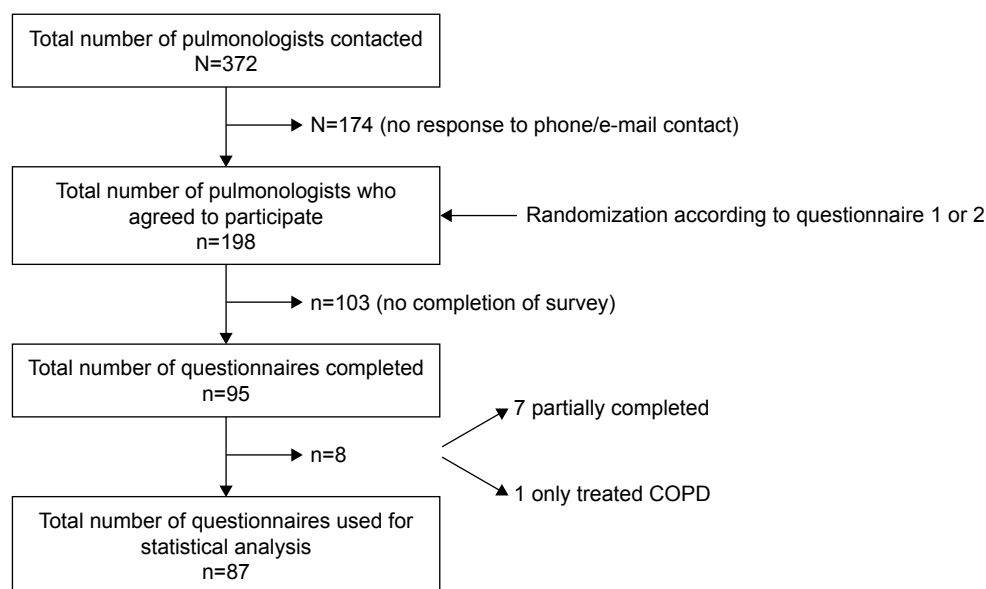 Total number of pulmonologists contacted
N=372
N=174 (no response to phone/e-mail contact)
Total number of pulmonologists who
agreed to participate
n=198
Randomization according to questionnaire 1 or 2
n=103 (no completion of survey)
Total number of questionnaires completed
n=95
7 partially completed
n=8
1 only treated COPD
Total number of questionnaires used for
statistical analysis
n=87